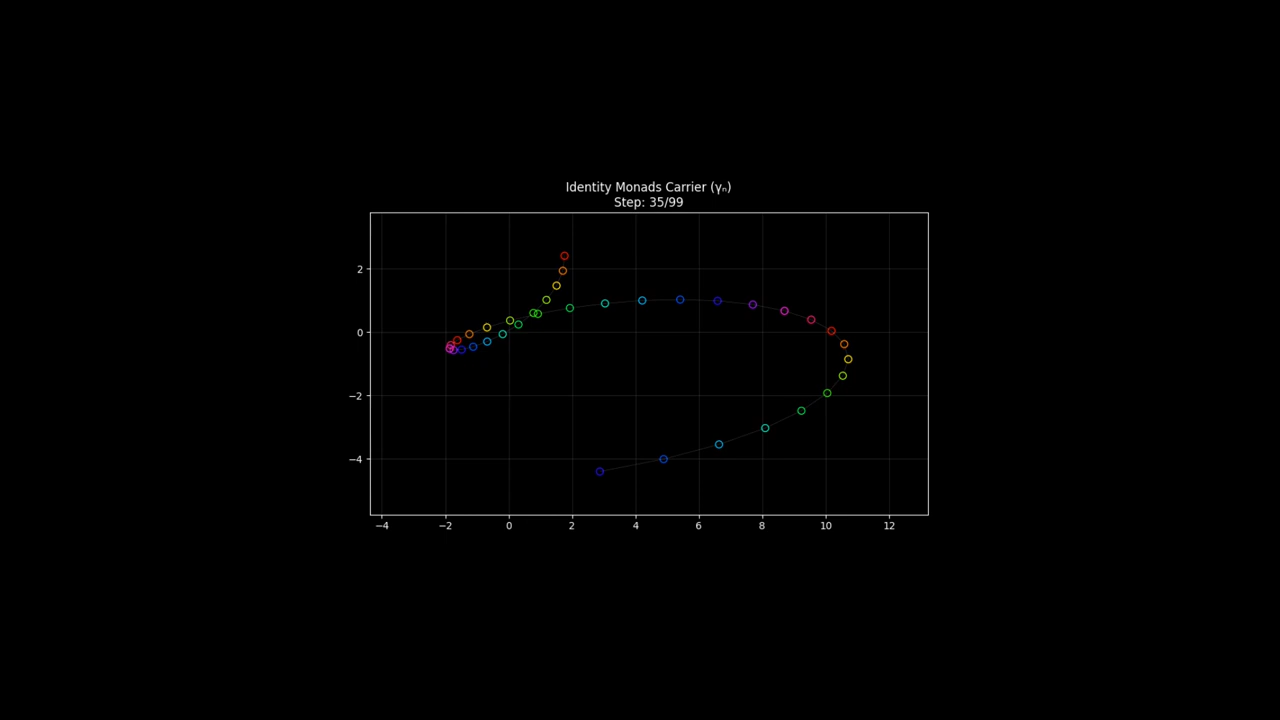 Identity Monads Carrier (γₙ)
Step: 35/99
2
0
−2
−4
−4 −2 0 2 4 6 8 10 12